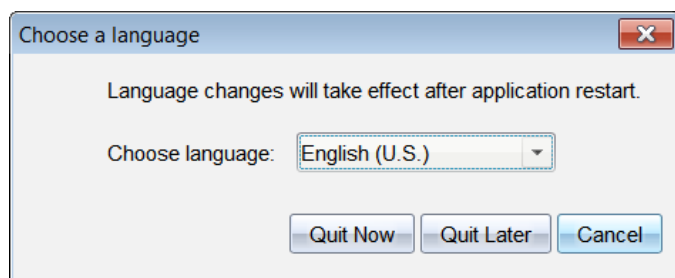 Choose a language
Language changes will take effect after application restart.
Choose language: English (U.S.)
Quit Now Quit Later Cancel